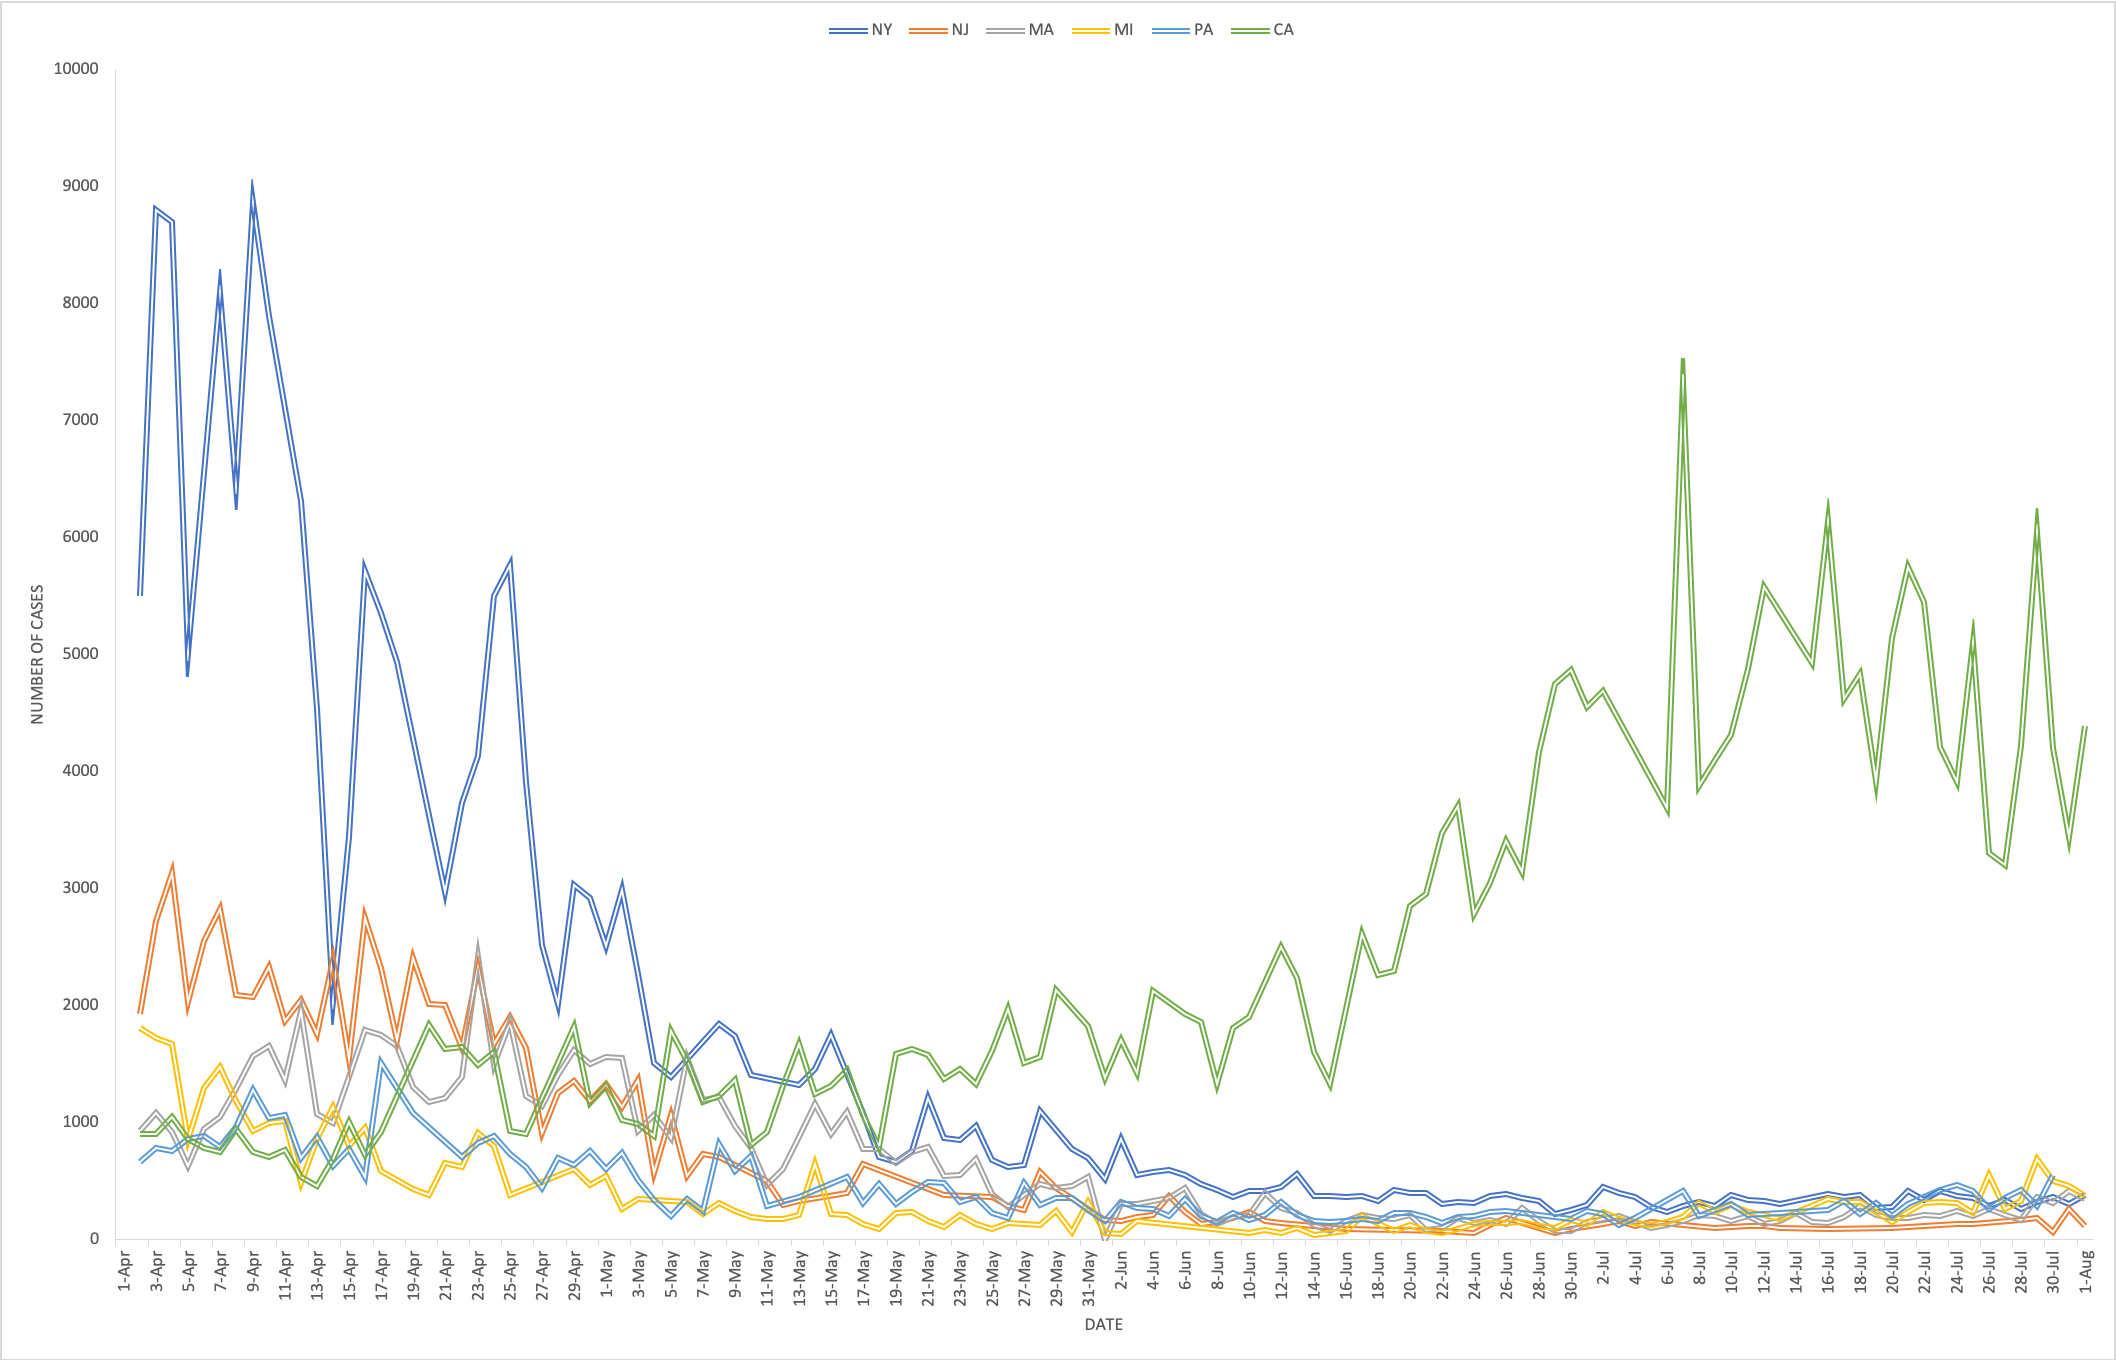 NY NJ MA MI PA CA
10000
9000
8000
7000
6000
5000
4000
3000
2000
1000
0
NUMBER OF CASES
1-Apr 3-Apr 5-Apr 7-Apr 9-Apr 11-Apr 13-Apr 15-Apr 17-Apr 19-Apr 21-Apr 23-Apr 25-Apr 27-Apr 29-Apr 1-May 3-May 5-May 7-May 9-May 11-May 13-May 15-May 17-May 19-May 21-May 23-May 25-May 27-May 29-May 31-May 2-Jun 4-Jun 6-Jun 8-Jun 10-Jun 12-Jun 14-Jun 16-Jun 18-Jun 20-Jun 22-Jun 24-Jun 26-Jun 28-Jun 30-Jun 2-Jul 4-Jul 6-Jul 8-Jul 10-Jul 12-Jul 14-Jul 16-Jul 18-Jul 20-Jul 22-Jul 24-Jul 26-Jul 28-Jul 30-Jul 1-Aug
DATE